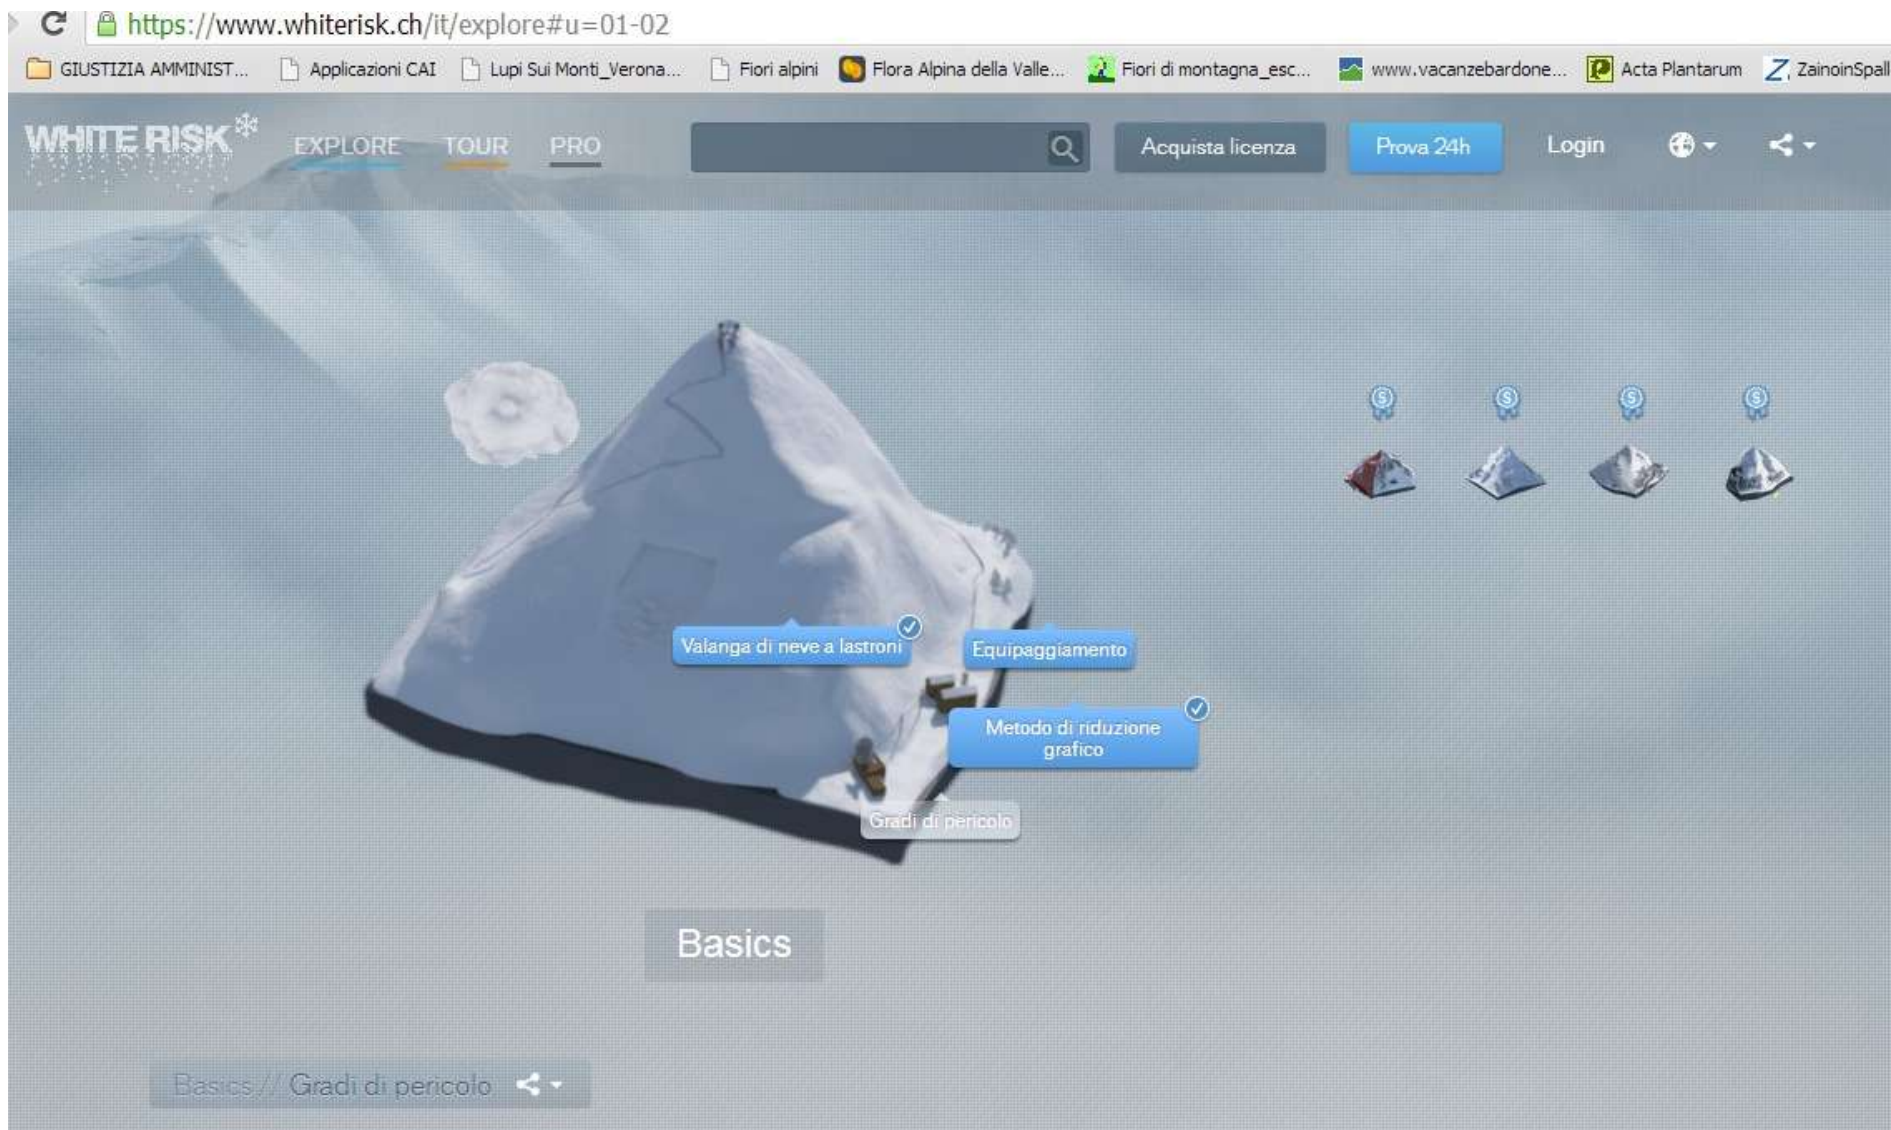 https://www.whiterisk.ch/it/explore#u=01-02
GIUSTIZIA AMMINIST... Applicazioni CAI Lupi Sui Monti_Verona... Fiori alpini Flora Alpina della Valle... Fiori di montagna_esc... www.vacanzebardone... Acta Plantarum ZainoinSpall
WHITE RISK EXPLORE TOUR PRO Acquista licenza Prova 24h Login
S S S S
Valanga di neve a lastroni
Equipaggiamento
Metodo di riduzione
grafico
Gradi di pericolo
Basics
Basics // Gradi di pericolo